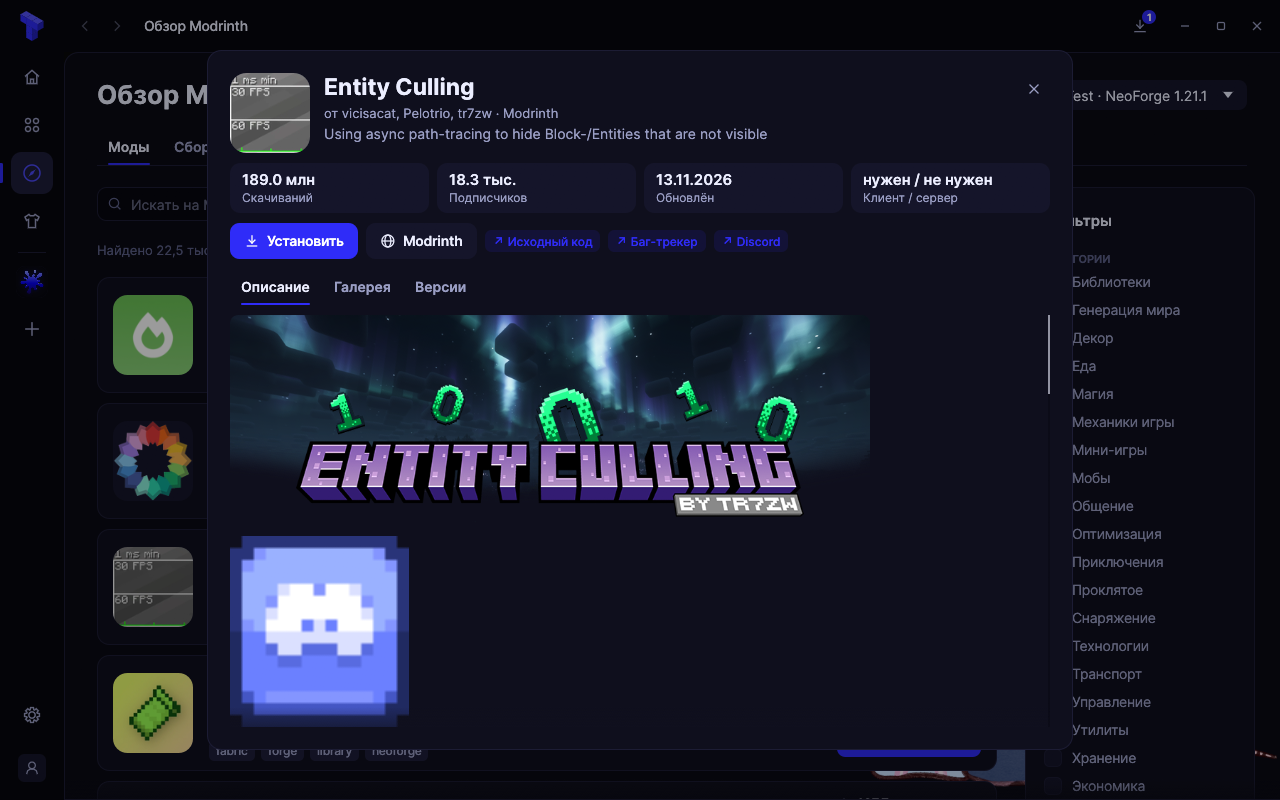 Обзор Modrinth
1
Обзор M
Test · NeoForge 1.21.1
Моды
Сбор
Искать на M
Найдено 22,5 тыс
1 ms min
30 FPS
60 FPS
Entity Culling
от vicisacat, Pelotrio, tr7zw · Modrinth
Using async path-tracing to hide Block-/Entities that are not visible
189.0 млн
Скачиваний
18.3 тыс.
Подписчиков
13.11.2026
Обновлён
нужен / не нужен
Клиент / сервер
Установить
Modrinth
Исходный код
Баг-трекер
Discord
Описание
Галерея
Версии
1 0 0 1 0
ENTITY CULLING
BY TR7ZW
1 ms min
30 FPS
60 FPS
fabric
forge
library
neoforge
льтры
гории
Библиотеки
Генерация мира
Декор
Еда
Магия
Механики игры
Мини-игры
Мобы
Общение
Оптимизация
Приключения
Проклятое
Снаряжение
Технологии
Транспорт
Управление
Утилиты
Хранение
Экономика